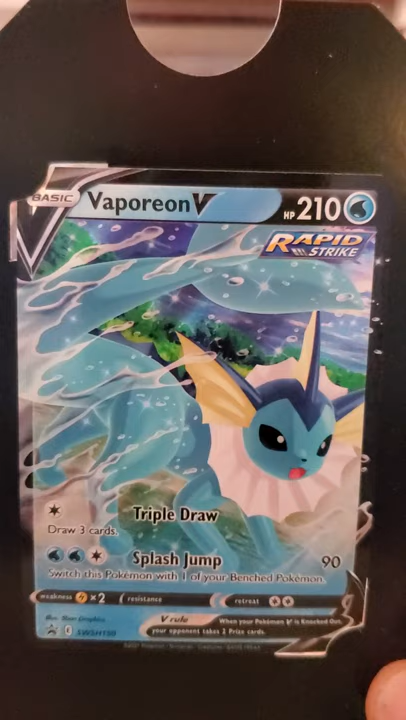 BASIC Vaporeon V HP 210
RAPID
STRIKE
Triple Draw
Draw 3 cards.
Splash Jump 90
Switch this Pokémon with 1 of your Benched Pokémon.
weakness ×2 resistance retreat
V rule When your Pokémon V is Knocked Out,
your opponent takes 2 Prize cards.